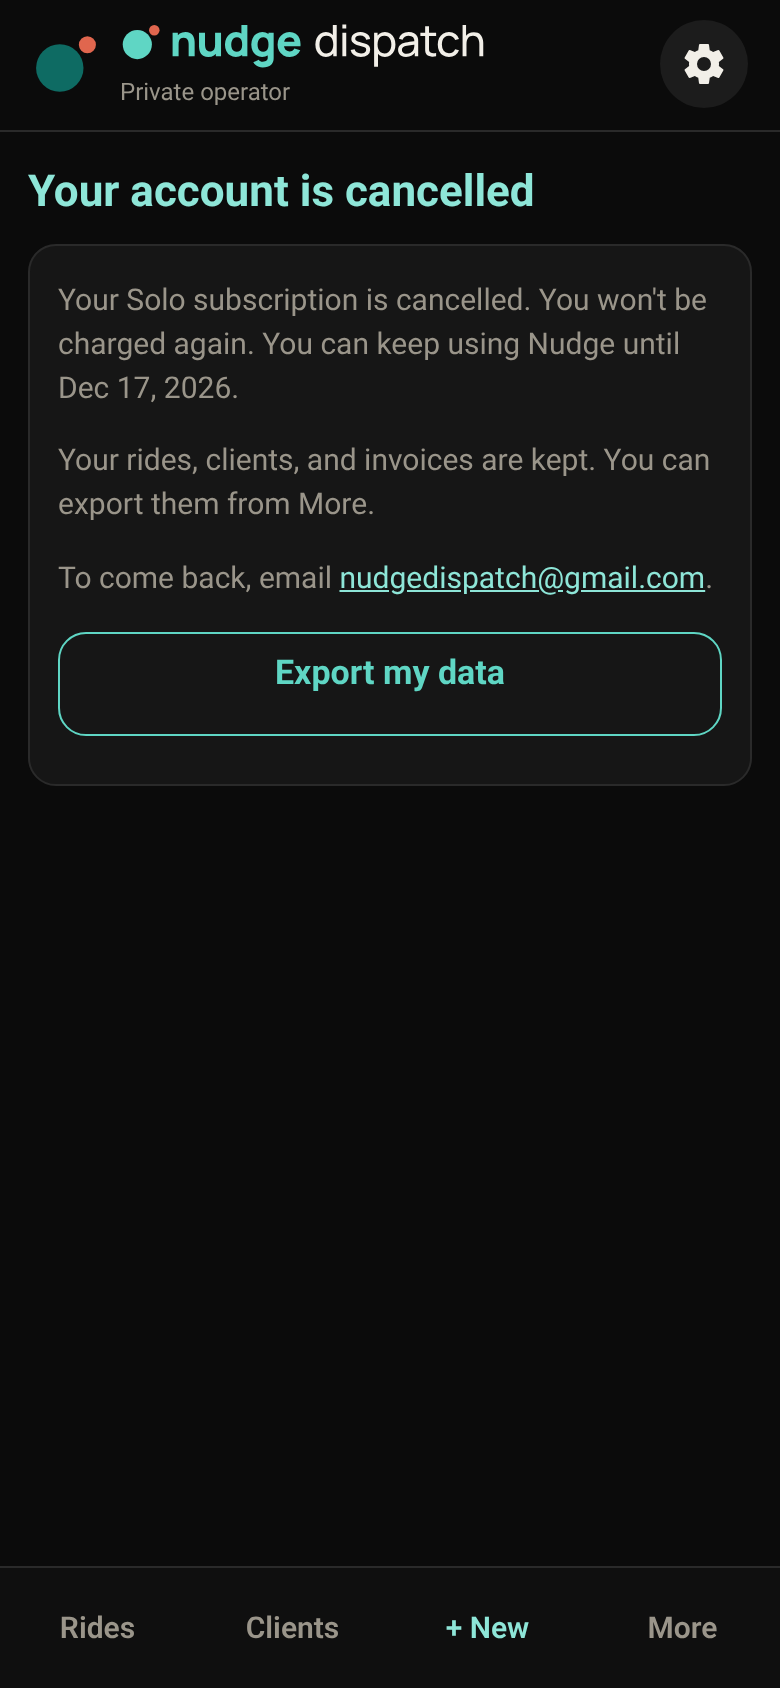 nudge dispatch
Private operator
Your account is cancelled
Your Solo subscription is cancelled. You won't be
charged again. You can keep using Nudge until
Dec 17, 2026.
Your rides, clients, and invoices are kept. You can
export them from More.
To come back, email nudgedispatch@gmail.com.
Export my data
Rides
Clients
+ New
More